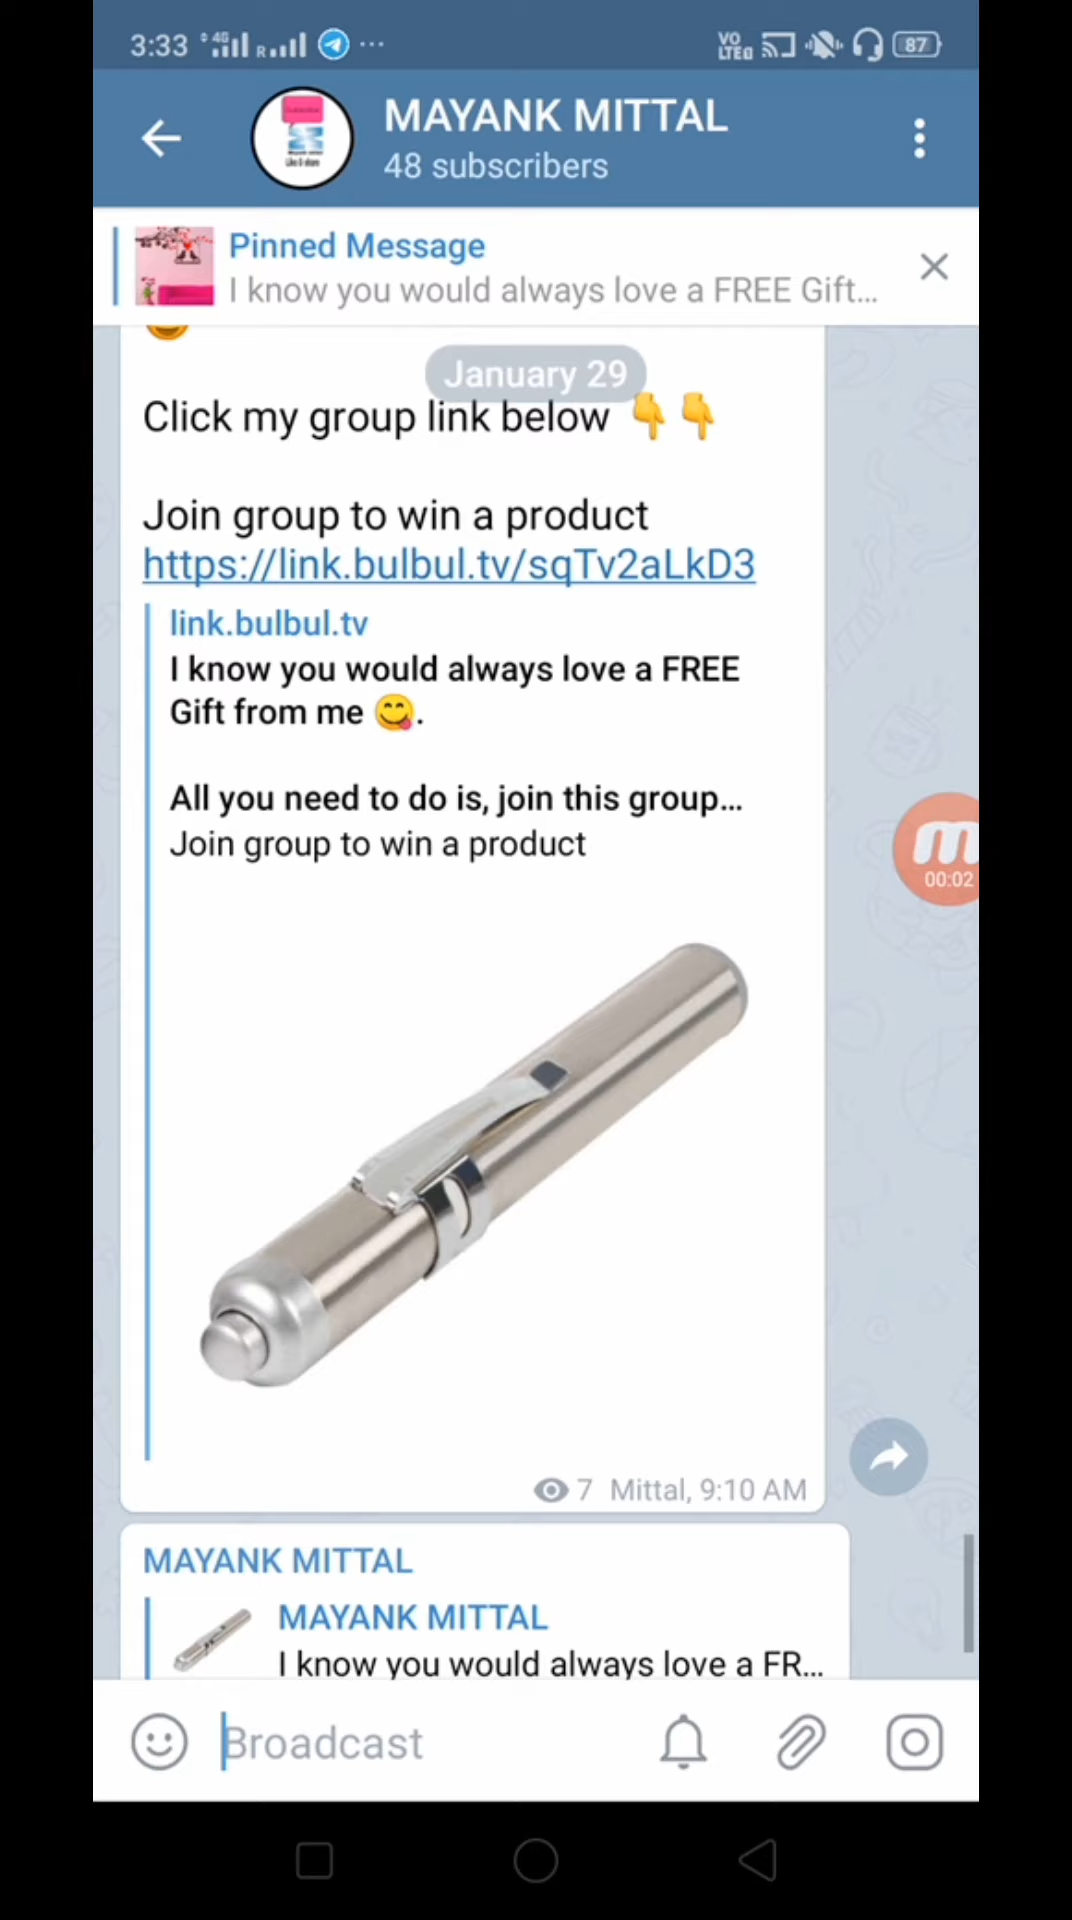 3:33
4G
R
VO
LTE
87
MAYANK MITTAL
48 subscribers
Pinned Message
I know you would always love a FREE Gift...
January 29
Click my group link below 👇👇
Join group to win a product
https://link.bulbul.tv/sqTv2aLkD3
link.bulbul.tv
I know you would always love a FREE
Gift from me 😋.
All you need to do is, join this group...
Join group to win a product
00:02
7 Mittal, 9:10 AM
MAYANK MITTAL
MAYANK MITTAL
I know you would always love a FR...
Broadcast